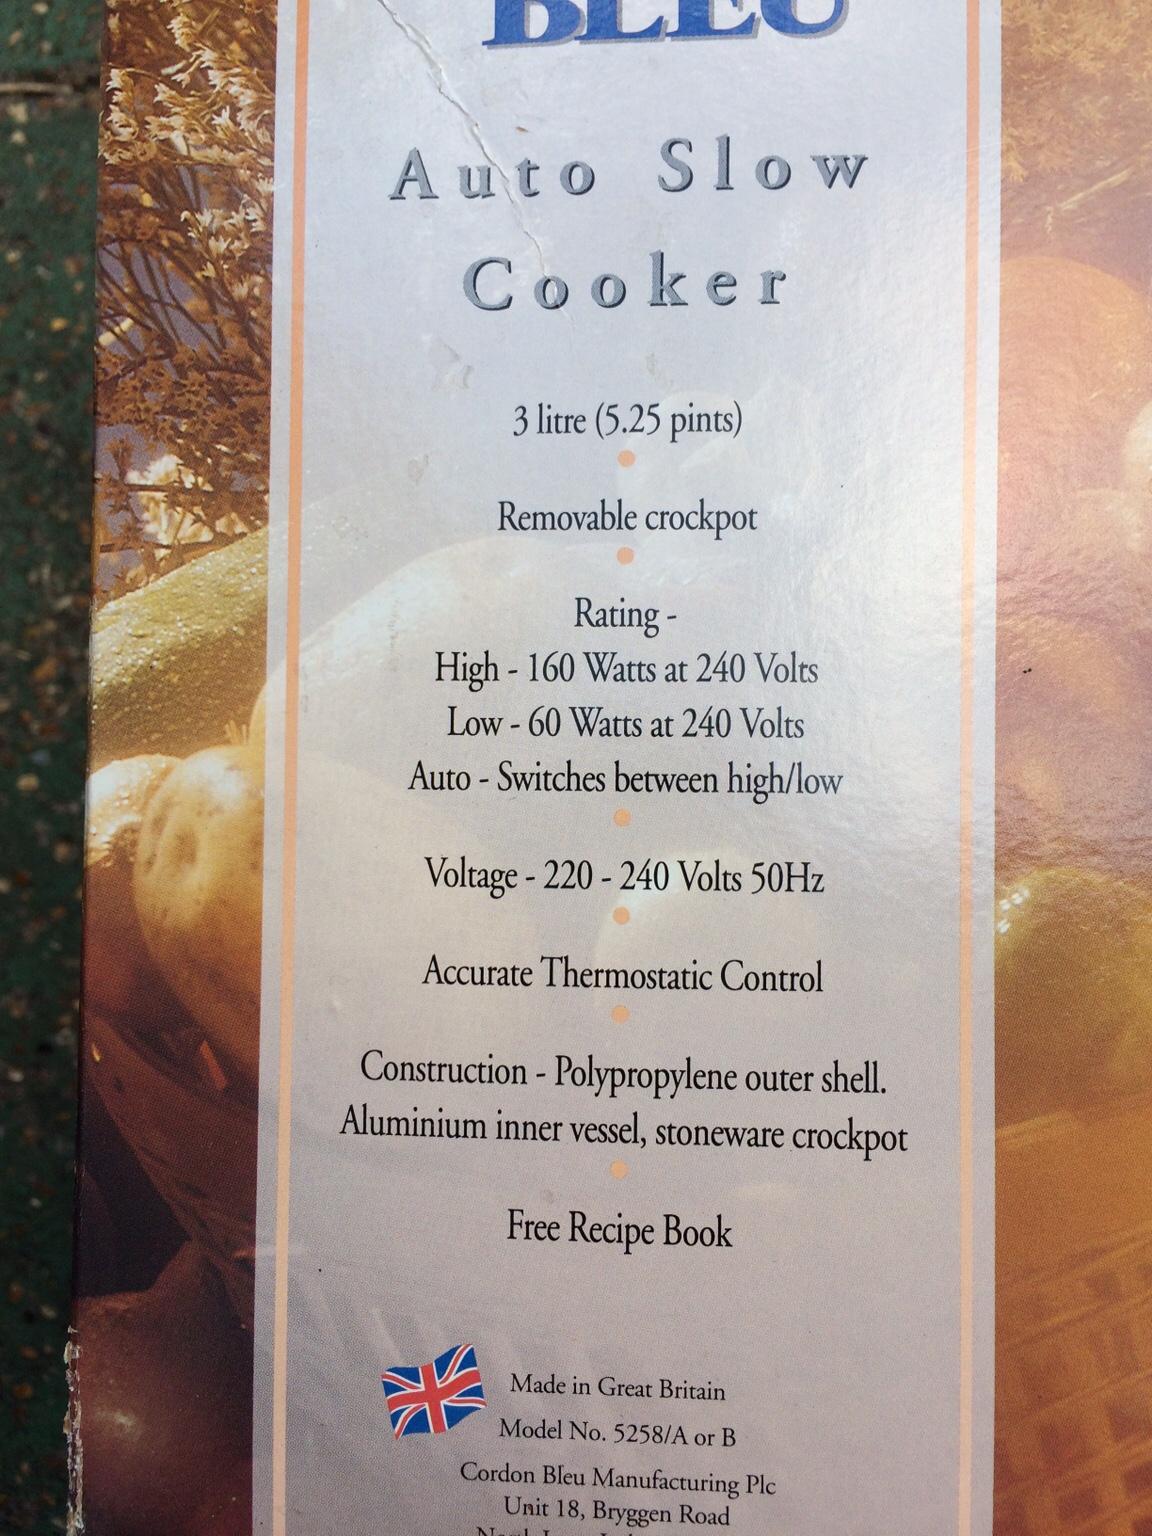 BLEU
Auto Slow
Cooker
3 litre (5.25 pints)
Removable crockpot
Rating -
High - 160 Watts at 240 Volts
Low - 60 Watts at 240 Volts
Auto - Switches between high/low
Voltage - 220 - 240 Volts 50Hz
Accurate Thermostatic Control
Construction - Polypropylene outer shell.
Aluminium inner vessel, stoneware crockpot
Free Recipe Book
Made in Great Britain
Model No. 5258/A or B
Cordon Bleu Manufacturing Plc
Unit 18, Bryggen Road